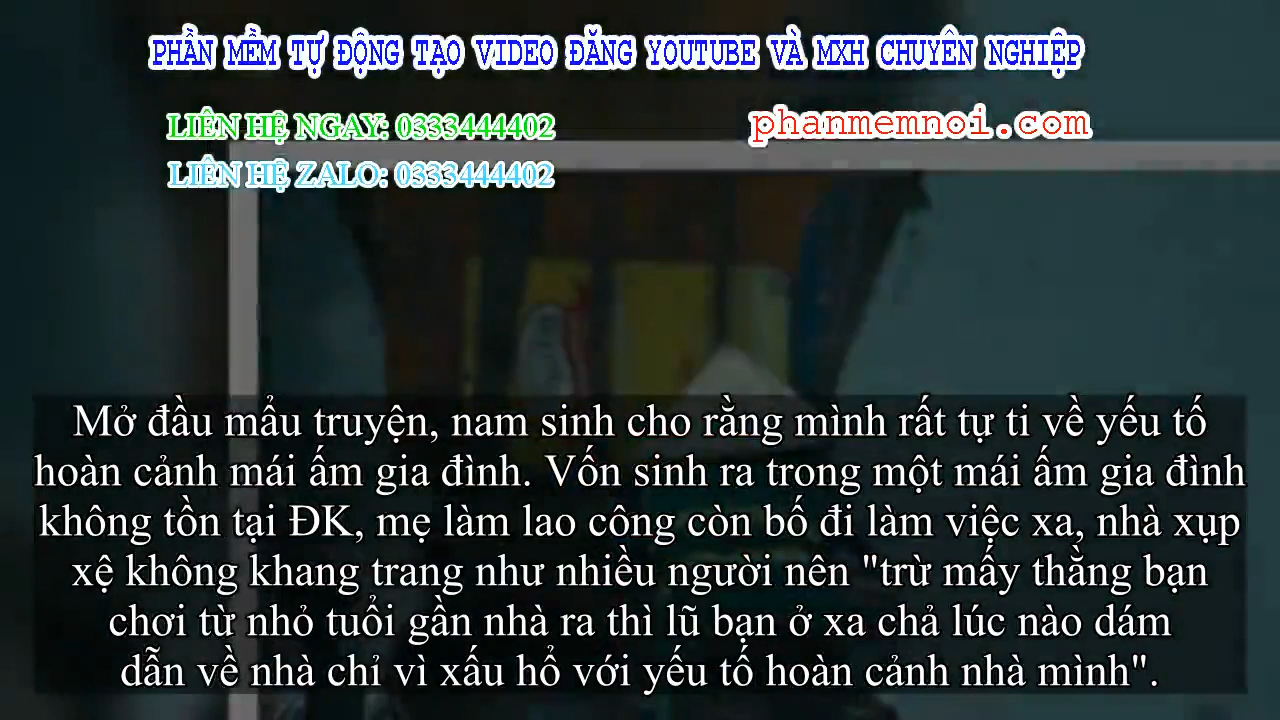 PHẦN MỀM TỰ ĐỘNG TẠO VIDEO ĐĂNG YOUTUBE VÀ MXH CHUYÊN NGHIỆP
LIÊN HỆ NGAY: 0333444402
phanmemnoi.com
LIÊN HỆ ZALO: 0333444402
Mở đầu mẩu truyện, nam sinh cho rằng mình rất tự ti về yếu tố
hoàn cảnh mái ấm gia đình. Vốn sinh ra trong một mái ấm gia đình
không tồn tại ĐK, mẹ làm lao công còn bố đi làm việc xa, nhà xụp
xệ không khang trang như nhiều người nên "trừ mấy thằng bạn
chơi từ nhỏ tuổi gần nhà ra thì lũ bạn ở xa chả lúc nào dám
dẫn về nhà chỉ vì xấu hổ với yếu tố hoàn cảnh nhà mình".